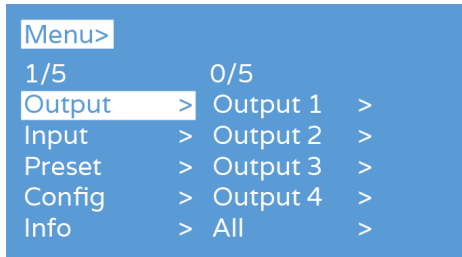 Menu>
1/5 0/5
Output > Output 1 >
Input > Output 2 >
Preset > Output 3 >
Config > Output 4 >
Info > All >